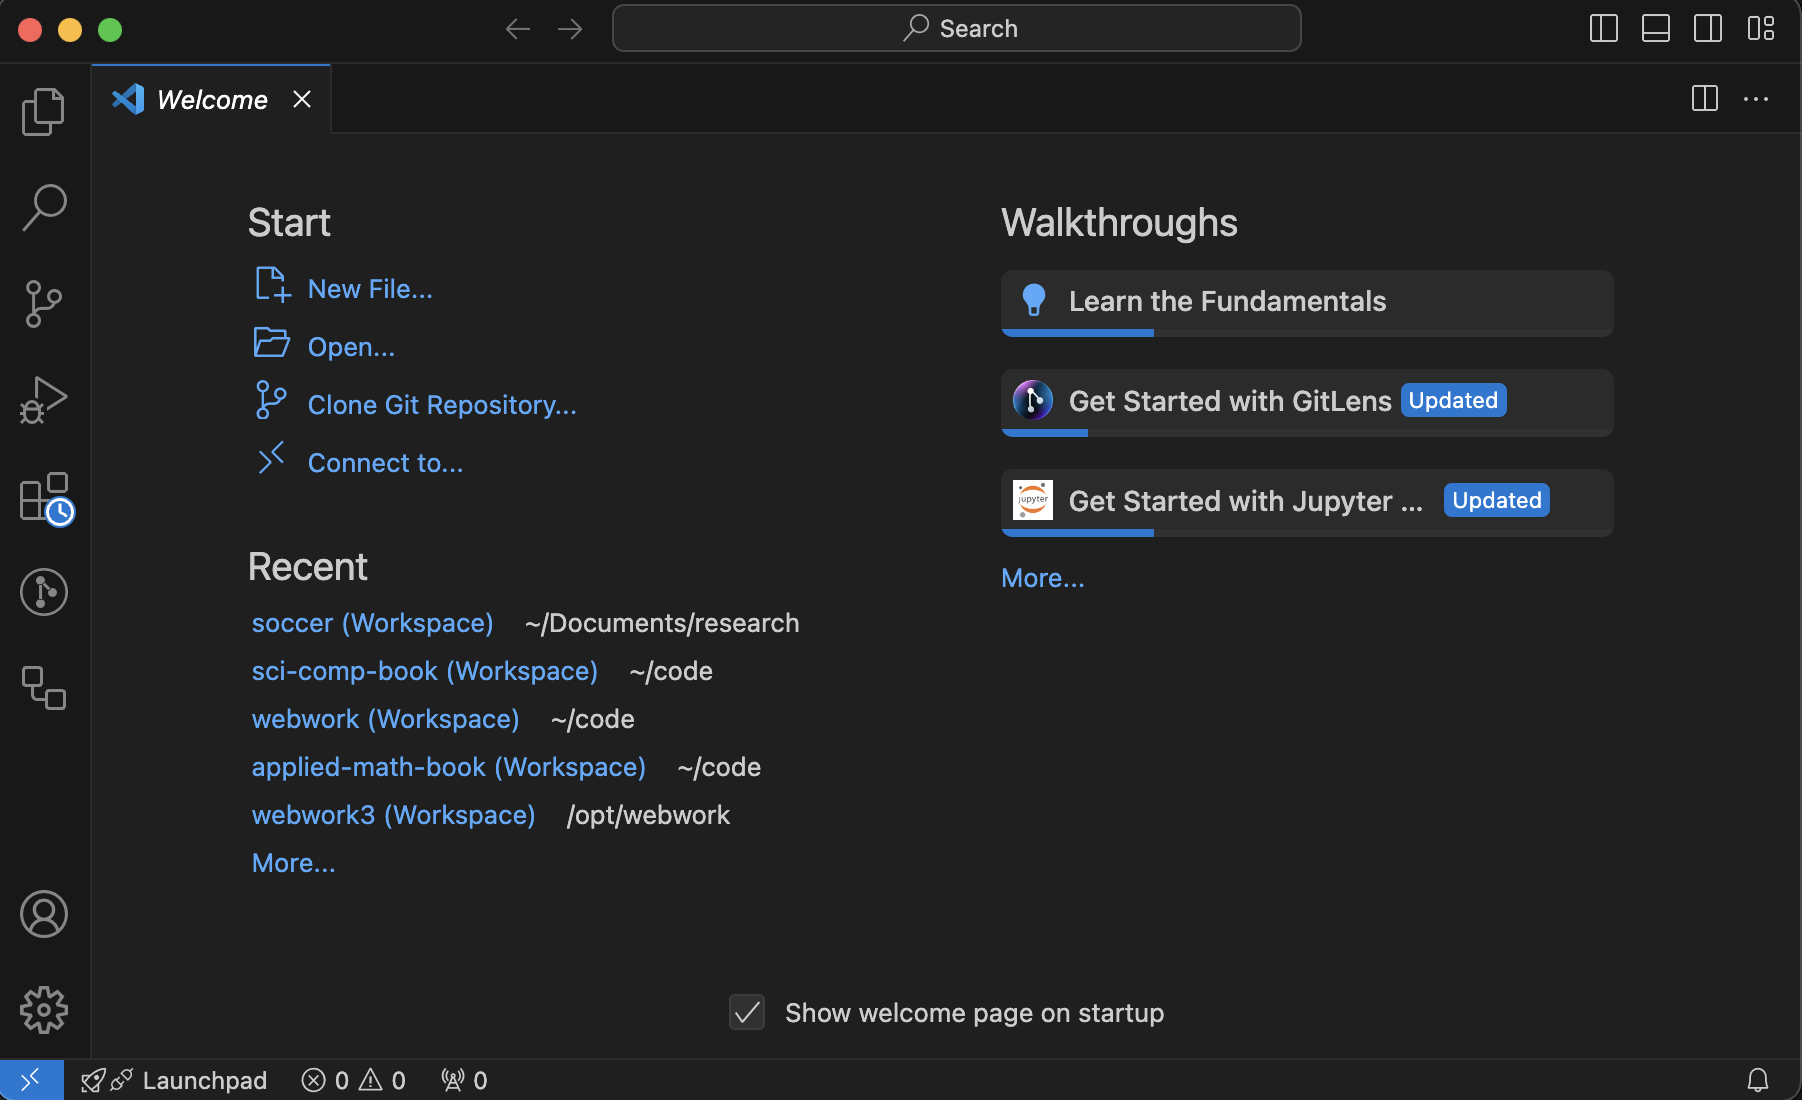 Search
Welcome
Start
New File...
Open...
Clone Git Repository...
Connect to...
Recent
soccer (Workspace) ~/Documents/research
sci-comp-book (Workspace) ~/code
webwork (Workspace) ~/code
applied-math-book (Workspace) ~/code
webwork3 (Workspace) /opt/webwork
More...
Walkthroughs
Learn the Fundamentals
Get Started with GitLens Updated
jupyter
Get Started with Jupyter ... Updated
More...
Show welcome page on startup
Launchpad 0 0 0